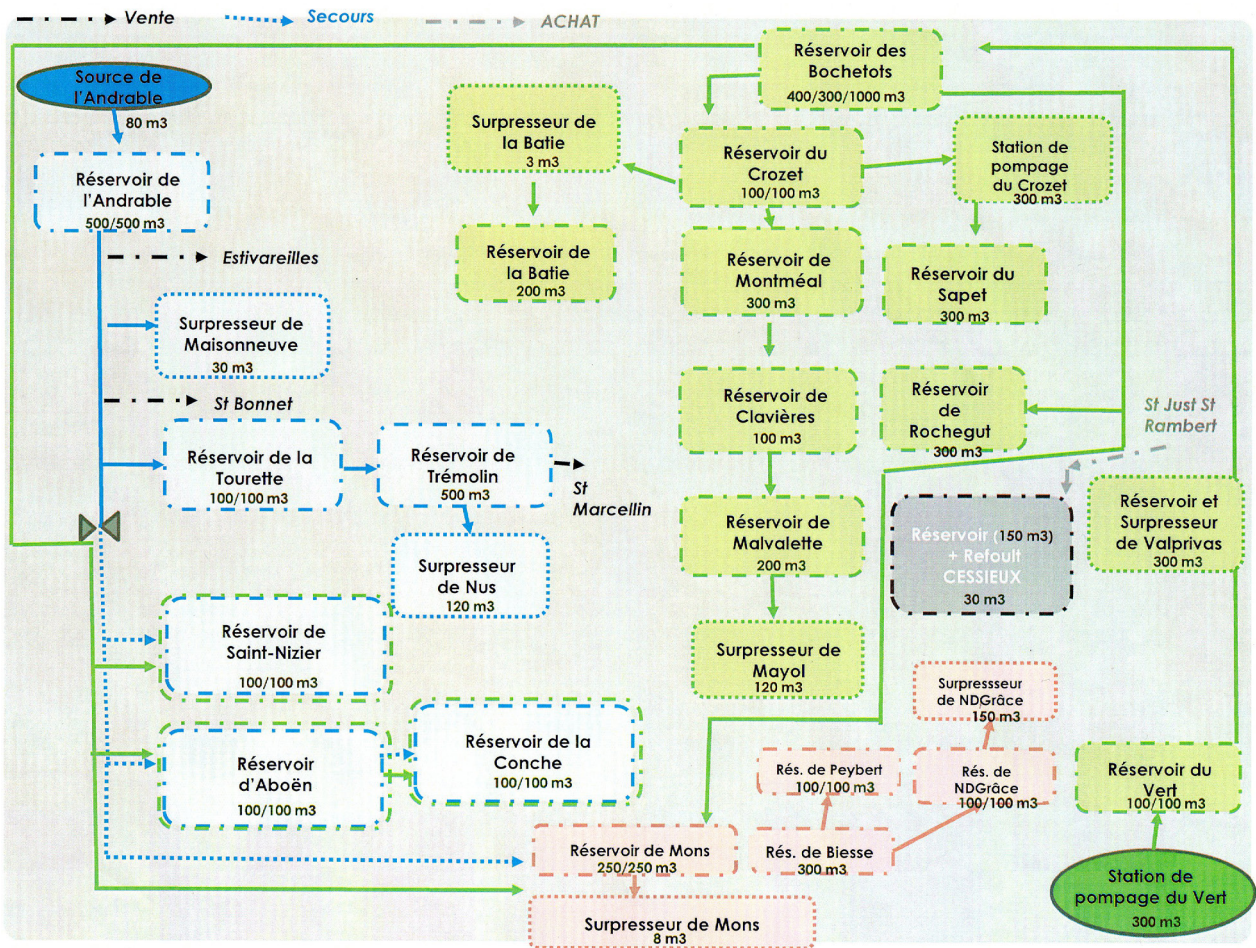 Vente
Secours
ACHAT
Source de
l'Andrable
80 m3
Réservoir de
l'Andrable
500/500 m3
Estivareilles
Surpresseur de
Maisonneuve
30 m3
St Bonnet
Réservoir de la
Tourette
100/100 m3
Réservoir de
Trémolin
500 m3
St
Marcellin
Surpresseur
de Nus
120 m3
Réservoir de
Saint-Nizier
100/100 m3
Réservoir
d'Aboën
100/100 m3
Réservoir de la
Conche
100/100 m3
Réservoir des
Bochetots
400/300/1000 m3
Surpresseur de
la Batie
3 m3
Réservoir de
la Batie
200 m3
Réservoir du
Crozet
100/100 m3
Station de
pompage
du Crozet
300 m3
Réservoir de
Montméal
300 m3
Réservoir du
Sapet
300 m3
Réservoir de
Clavières
100 m3
Réservoir
de
Rochegut
300 m3
St Just St
Rambert
Réservoir de
Malvalette
200 m3
Réservoir (150 m3)
+ Refoult
CESSIEUX
30 m3
Réservoir et
Surpresseur
de Valprivas
300 m3
Surpresseur de
Mayol
120 m3
Surpressseur
de NDGrâce
150 m3
Rés. de Peybert
100/100 m3
Rés. de
NDGrâce
100/100 m3
Réservoir du
Vert
100/100 m3
Réservoir de Mons
250/250 m3
Rés. de Biesse
300 m3
Surpresseur de Mons
8 m3
Station de
pompage du Vert
300 m3